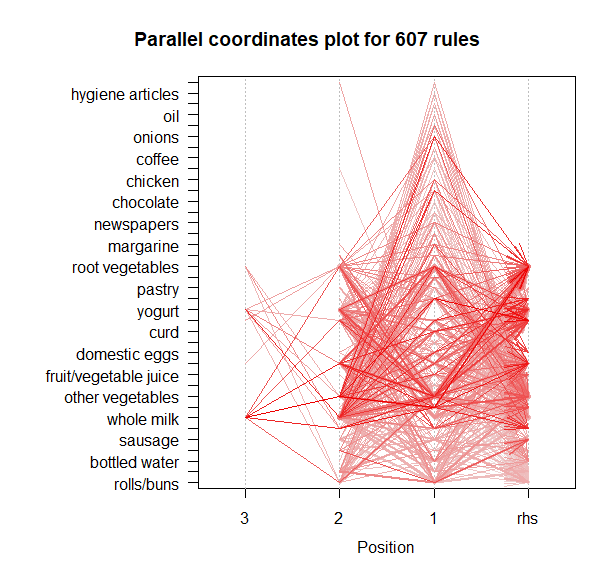 Parallel coordinates plot for 607 rules
hygiene articles
oil
onions
coffee
chicken
chocolate
newspapers
margarine
root vegetables
pastry
yogurt
curd
domestic eggs
fruit/vegetable juice
other vegetables
whole milk
sausage
bottled water
rolls/buns
3 2 1 rhs
Position